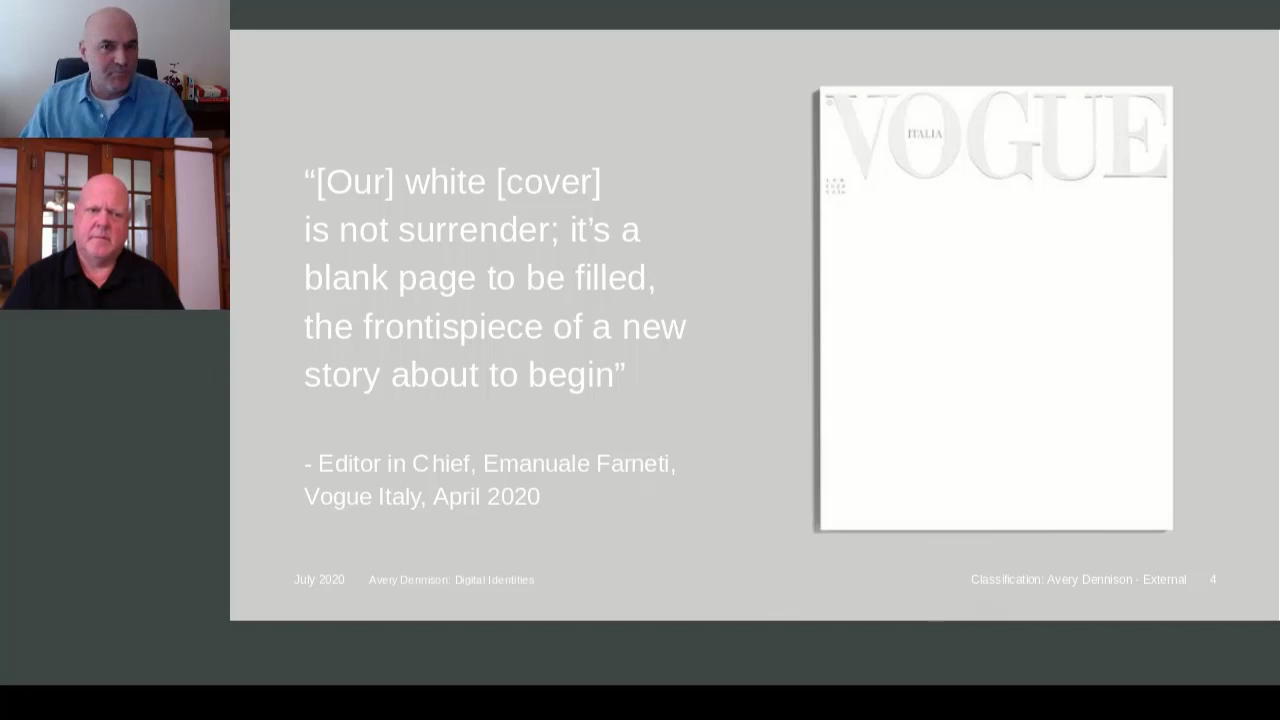 “[Our] white [cover]
is not surrender; it’s a
blank page to be filled,
the frontispiece of a new
story about to begin”
- Editor in Chief, Emanuale Farneti,
Vogue Italy, April 2020
VOGUE
ITALIA
July 2020 Avery Dennison: Digital Identities
Classification: Avery Dennison - External 4